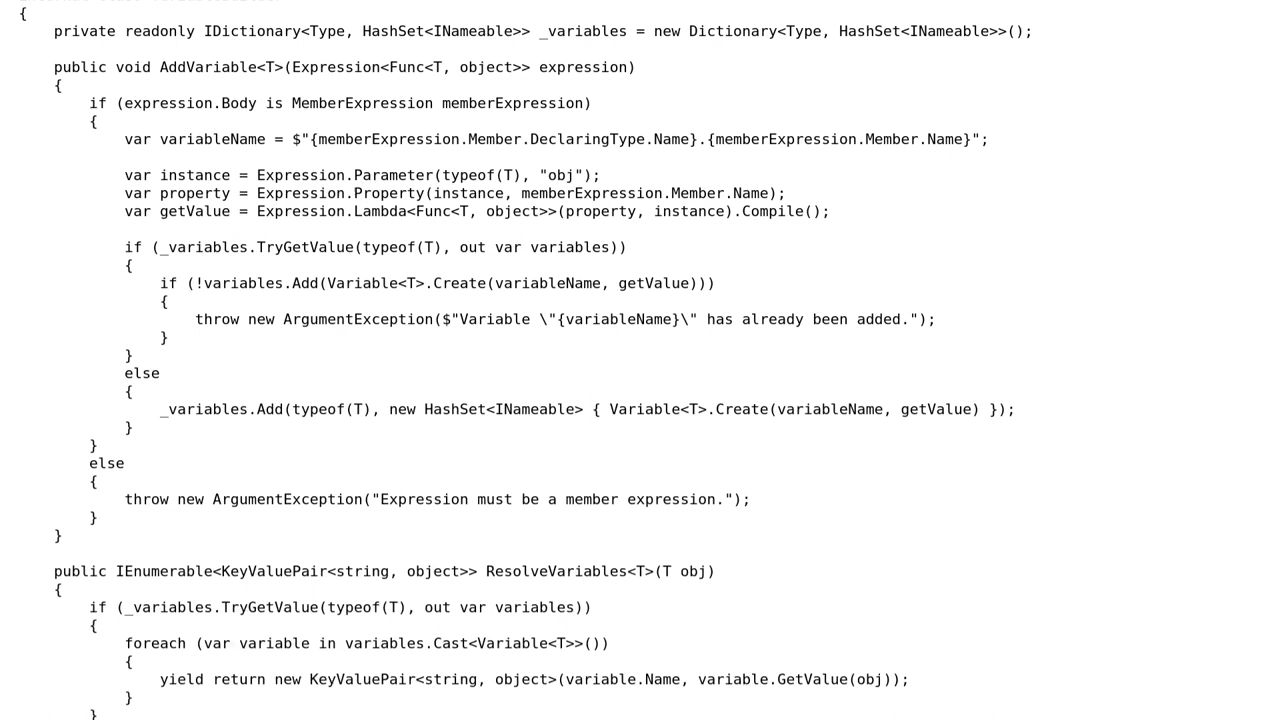 {
    private readonly IDictionary<Type, HashSet<INameable>> _variables = new Dictionary<Type, HashSet<INameable>>();

    public void AddVariable<T>(Expression<Func<T, object>> expression)
    {
        if (expression.Body is MemberExpression memberExpression)
        {
            var variableName = $"{memberExpression.Member.DeclaringType.Name}.{memberExpression.Member.Name}";

            var instance = Expression.Parameter(typeof(T), "obj");
            var property = Expression.Property(instance, memberExpression.Member.Name);
            var getValue = Expression.Lambda<Func<T, object>>(property, instance).Compile();

            if (_variables.TryGetValue(typeof(T), out var variables))
            {
                if (!variables.Add(Variable<T>.Create(variableName, getValue)))
                {
                    throw new ArgumentException($"Variable \"{variableName}\" has already been added.");
                }
            }
            else
            {
                _variables.Add(typeof(T), new HashSet<INameable> { Variable<T>.Create(variableName, getValue) });
            }
        }
        else
        {
            throw new ArgumentException("Expression must be a member expression.");
        }
    }

    public IEnumerable<KeyValuePair<string, object>> ResolveVariables<T>(T obj)
    {
        if (_variables.TryGetValue(typeof(T), out var variables))
        {
            foreach (var variable in variables.Cast<Variable<T>>())
            {
                yield return new KeyValuePair<string, object>(variable.Name, variable.GetValue(obj));
            }
        }